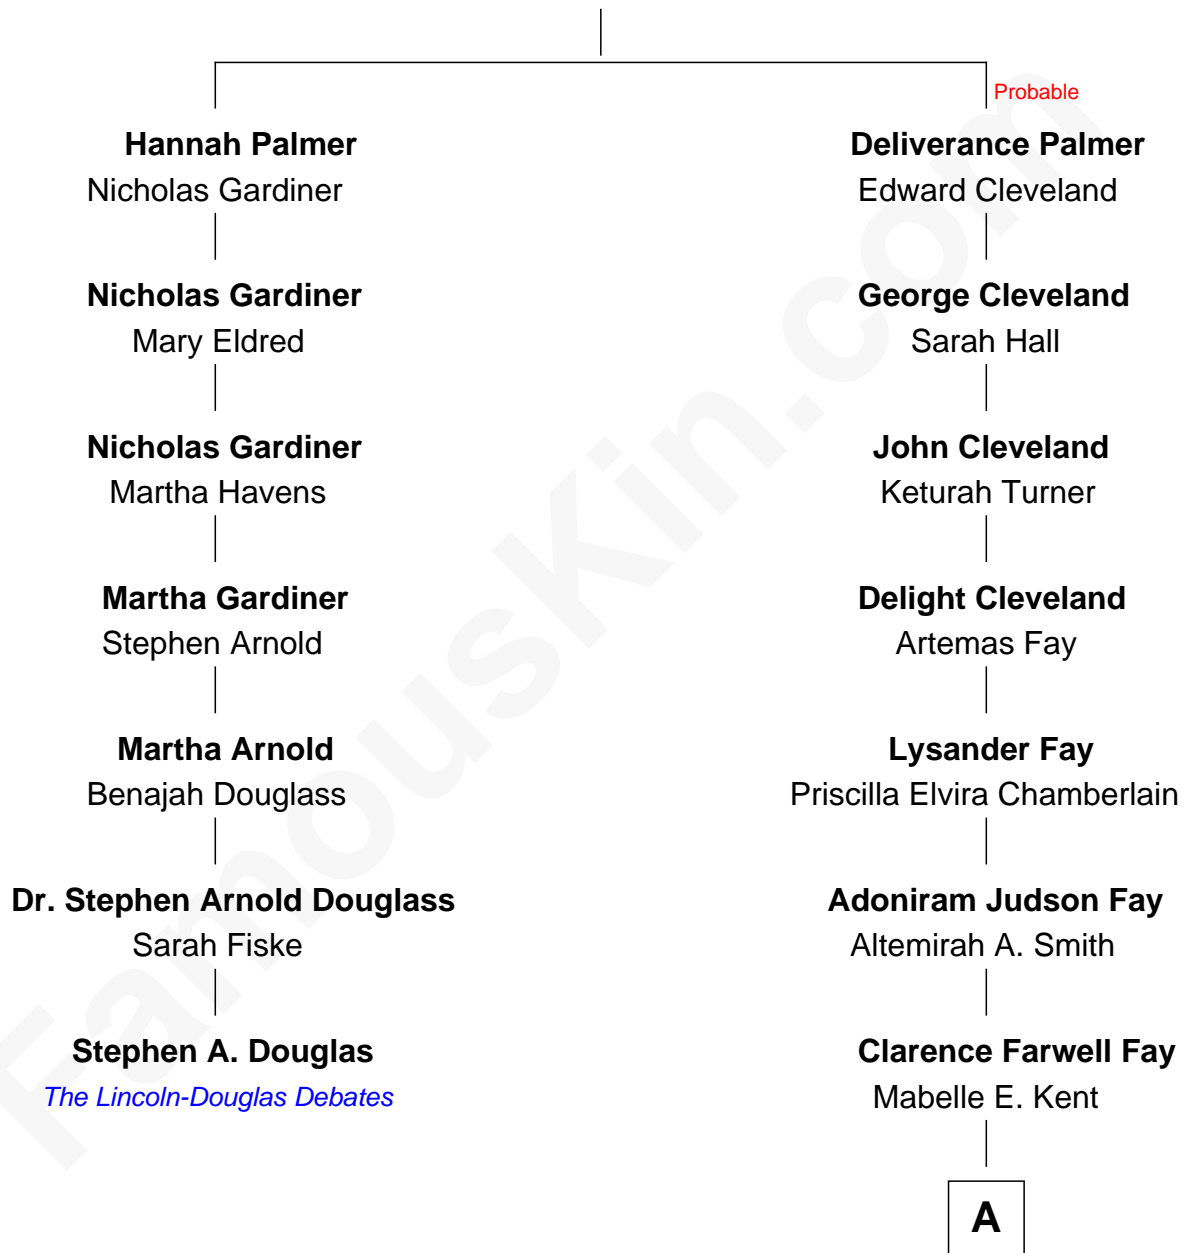 Probable
Hannah Palmer
Nicholas Gardiner
Nicholas Gardiner
Mary Eldred
Nicholas Gardiner
Martha Havens
Martha Gardiner
Stephen Arnold
Martha Arnold
Benajah Douglass
Dr. Stephen Arnold Douglass
Sarah Fiske
Stephen A. Douglas
The Lincoln-Douglas Debates
Deliverance Palmer
Edward Cleveland
George Cleveland
Sarah Hall
John Cleveland
Keturah Turner
Delight Cleveland
Artemas Fay
Lysander Fay
Priscilla Elvira Chamberlain
Adoniram Judson Fay
Altemirah A. Smith
Clarence Farwell Fay
Mabelle E. Kent
A
FamousKin.com